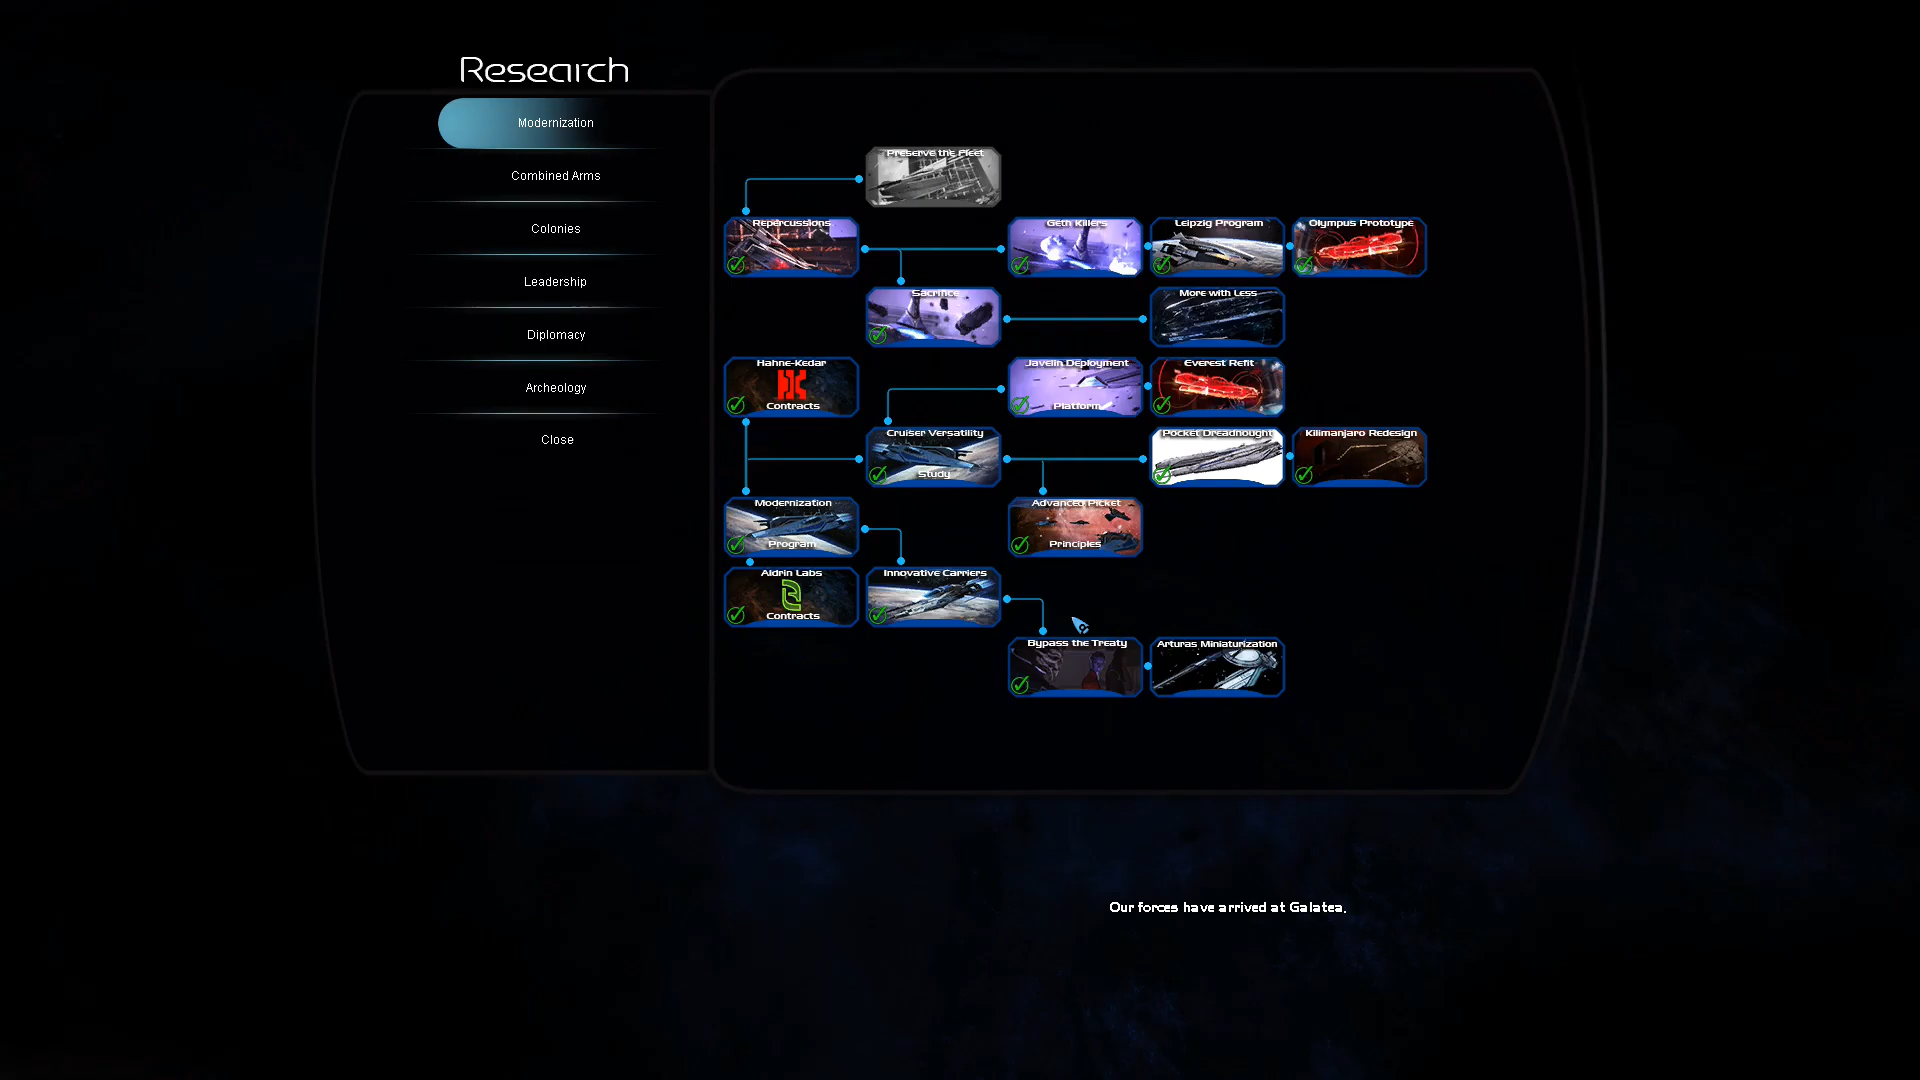 Research
Modernization
Combined Arms
Colonies
Leadership
Diplomacy
Archeology
Close
Preserve the Fleet
Repercussions
Geth Killers
Leipzig Program
Olympus Prototype
Sacrifice
More with Less
Hahne-Kedar
Contracts
Javelin Deployment
Platform
Everest Refit
Cruiser Versatility
Study
Pocket Dreadnought
Kilimanjaro Redesign
Modernization
Program
Advanced Picket
Principles
Aldrin Labs
Contracts
Innovative Carriers
Bypass the Treaty
Arturas Miniaturization
Our forces have arrived at Galatea.